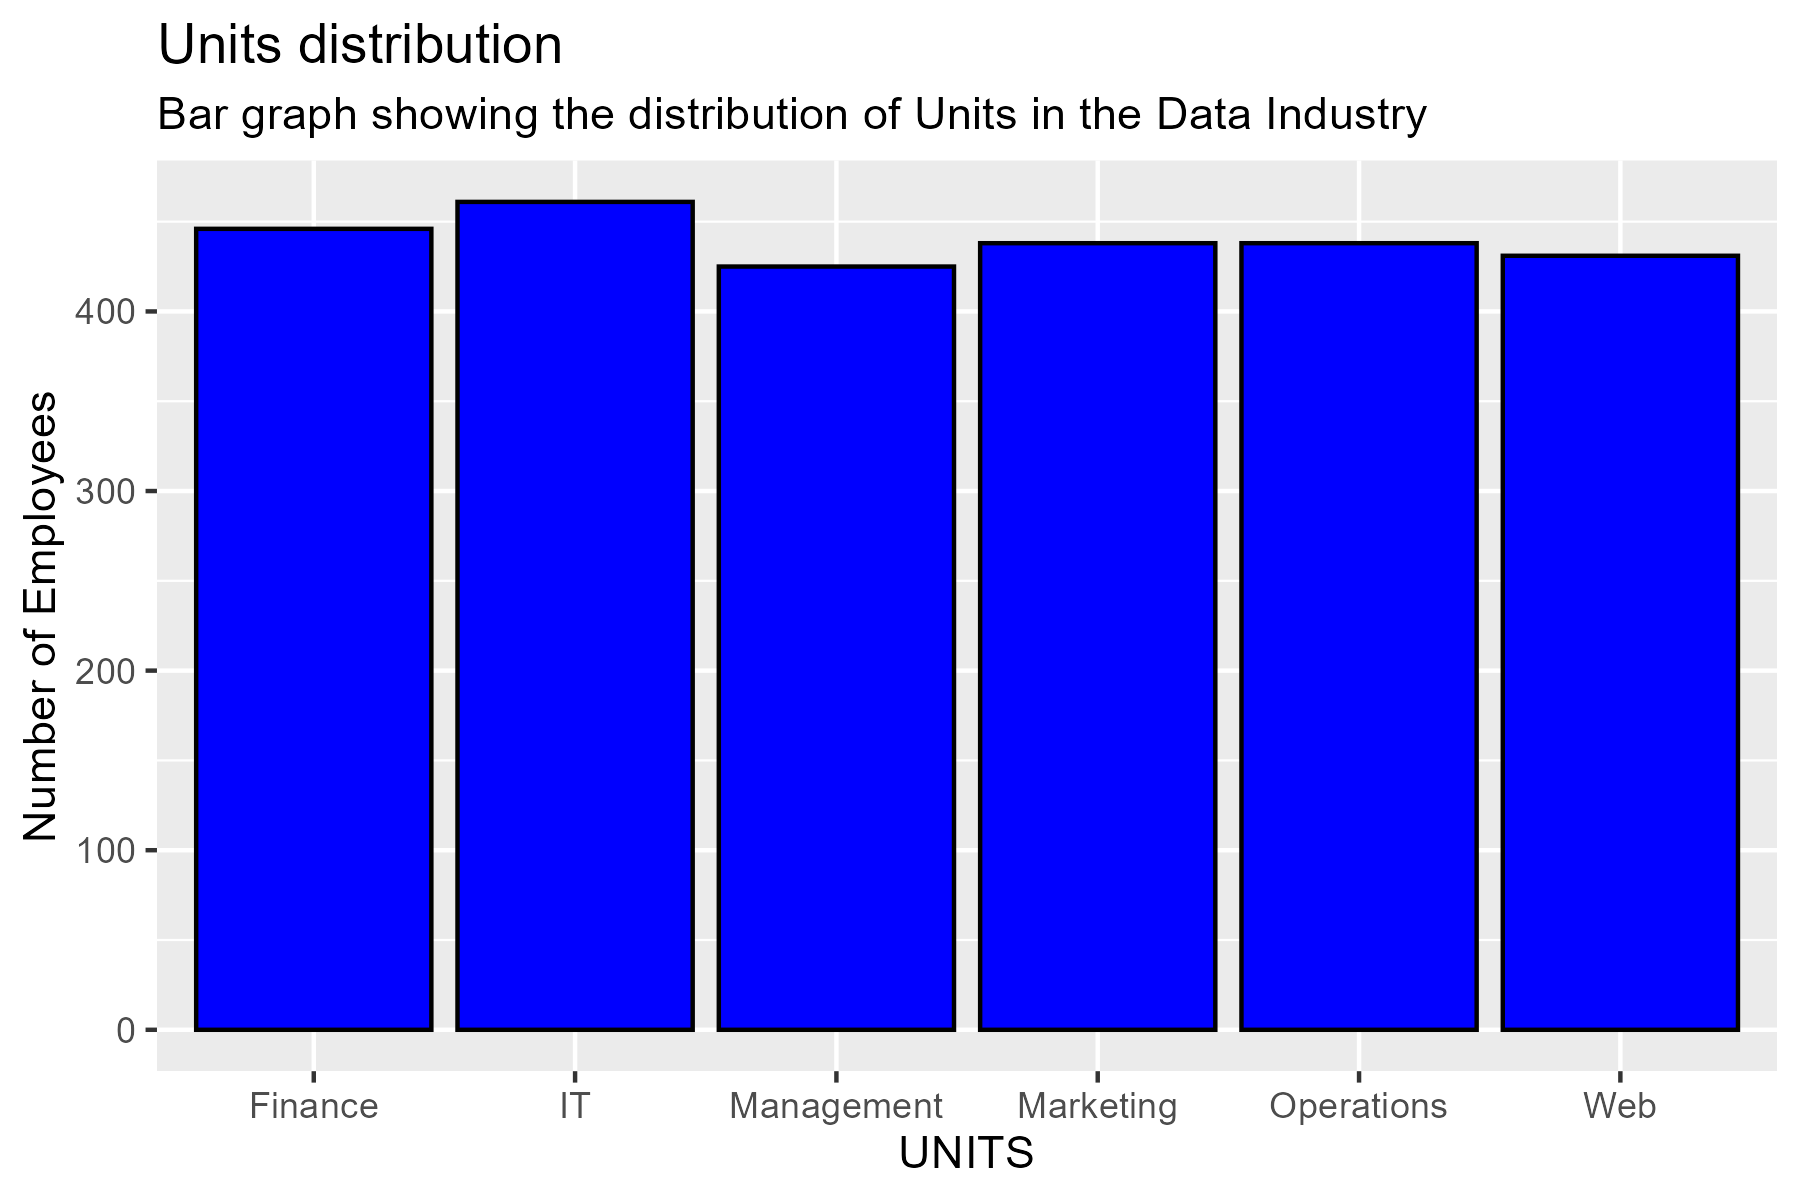 Units distribution
Bar graph showing the distribution of Units in the Data Industry
Number of Employees
400
300
200
100
0
Finance IT Management Marketing Operations Web
UNITS